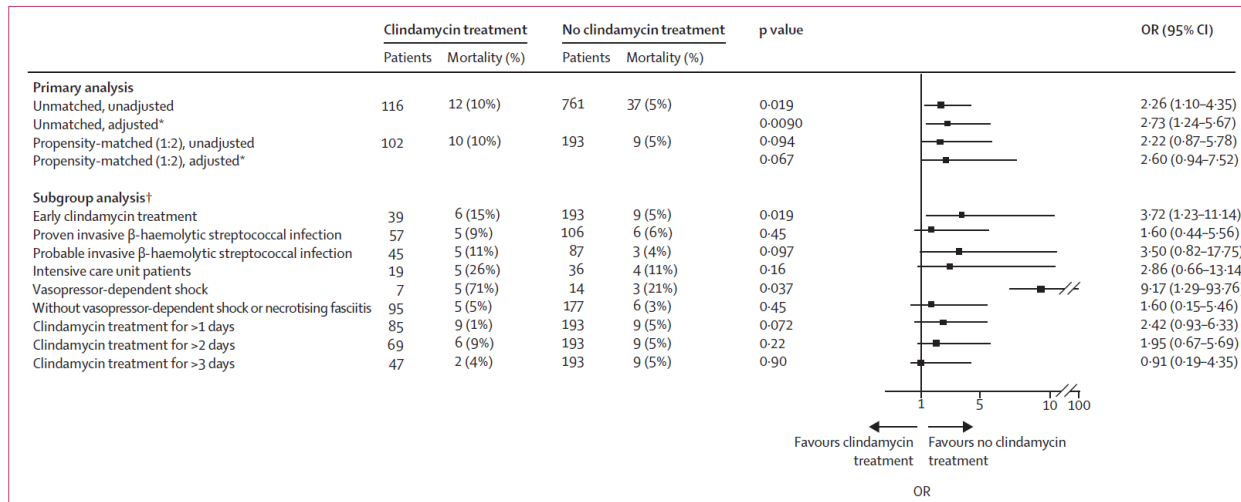 Clindamycin treatment No clindamycin treatment p value OR (95% CI)
Patients Mortality (%) Patients Mortality (%)
Primary analysis
Unmatched, unadjusted 116 12 (10%) 761 37 (5%) 0·019 2·26 (1·10–4·35)
Unmatched, adjusted* 0·0090 2·73 (1·24–5·67)
Propensity-matched (1:2), unadjusted 102 10 (10%) 193 9 (5%) 0·094 2·22 (0·87–5·78)
Propensity-matched (1:2), adjusted* 0·067 2·60 (0·94–7·52)
Subgroup analysis†
Early clindamycin treatment 39 6 (15%) 193 9 (5%) 0·019 3·72 (1·23–11·14)
Proven invasive β-haemolytic streptococcal infection 57 5 (9%) 106 6 (6%) 0·45 1·60 (0·44–5·56)
Probable invasive β-haemolytic streptococcal infection 45 5 (11%) 87 3 (4%) 0·097 3·50 (0·82–17·75)
Intensive care unit patients 19 5 (26%) 36 4 (11%) 0·16 2·86 (0·66–13·14)
Vasopressor-dependent shock 7 5 (71%) 14 3 (21%) 0·037 9·17 (1·29–93·76)
Without vasopressor-dependent shock or necrotising fasciitis 95 5 (5%) 177 6 (3%) 0·45 1·60 (0·15–5·46)
Clindamycin treatment for >1 days 85 9 (1%) 193 9 (5%) 0·072 2·42 (0·93–6·33)
Clindamycin treatment for >2 days 69 6 (9%) 193 9 (5%) 0·22 1·95 (0·67–5·69)
Clindamycin treatment for >3 days 47 2 (4%) 193 9 (5%) 0·90 0·91 (0·19–4·35)
1 5 10 100
Favours clindamycin Favours no clindamycin
treatment treatment
OR